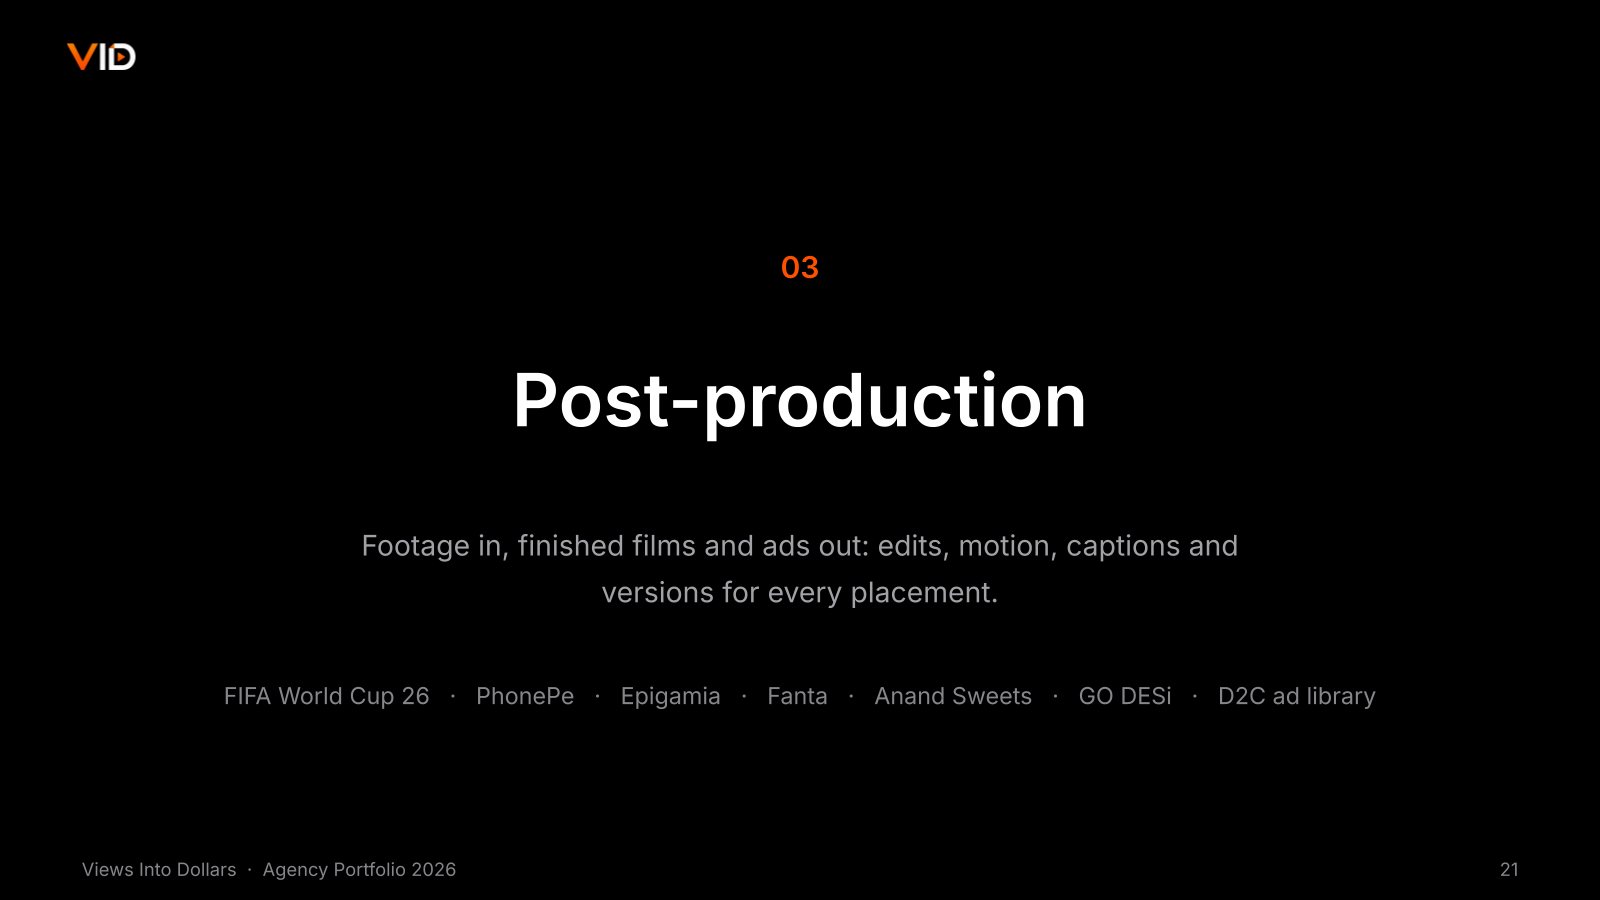 VID
03
Post-production
Footage in, finished films and ads out: edits, motion, captions and
versions for every placement.
FIFA World Cup 26 · PhonePe · Epigamia · Fanta · Anand Sweets · GO DESi · D2C ad library
Views Into Dollars · Agency Portfolio 2026
21